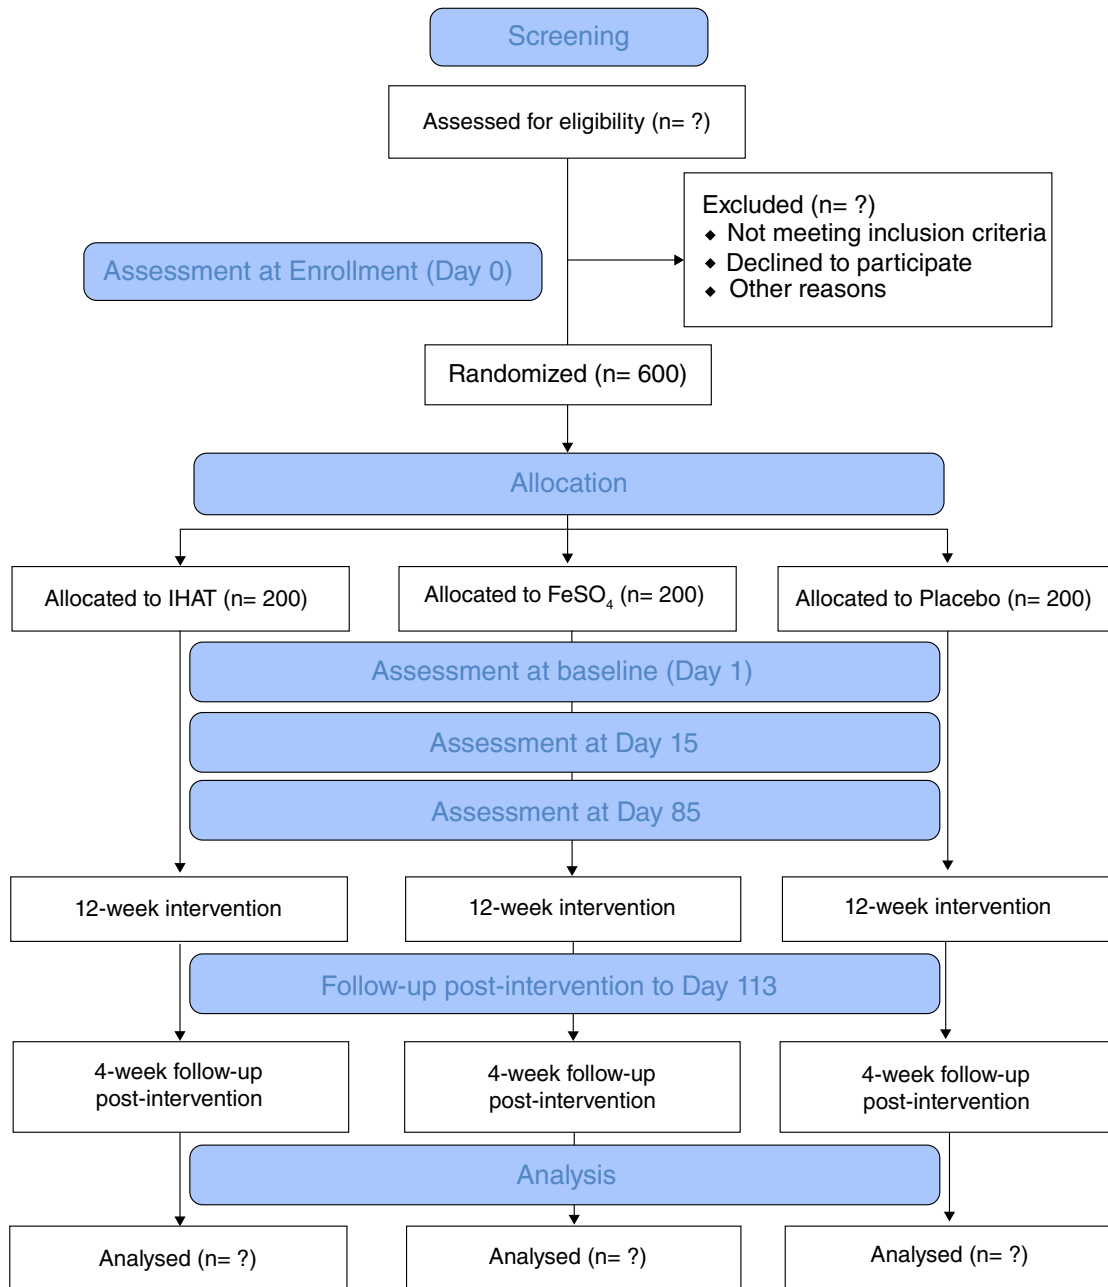 Screening
Assessed for eligibility (n= ?)
Excluded (n= ?)
◆ Not meeting inclusion criteria
◆ Declined to participate
◆ Other reasons
Assessment at Enrollment (Day 0)
Randomized (n= 600)
Allocation
Allocated to IHAT (n= 200)
Allocated to FeSO₄ (n= 200)
Allocated to Placebo (n= 200)
Assessment at baseline (Day 1)
Assessment at Day 15
Assessment at Day 85
12-week intervention
12-week intervention
12-week intervention
Follow-up post-intervention to Day 113
4-week follow-up
post-intervention
4-week follow-up
post-intervention
4-week follow-up
post-intervention
Analysis
Analysed (n= ?)
Analysed (n= ?)
Analysed (n= ?)